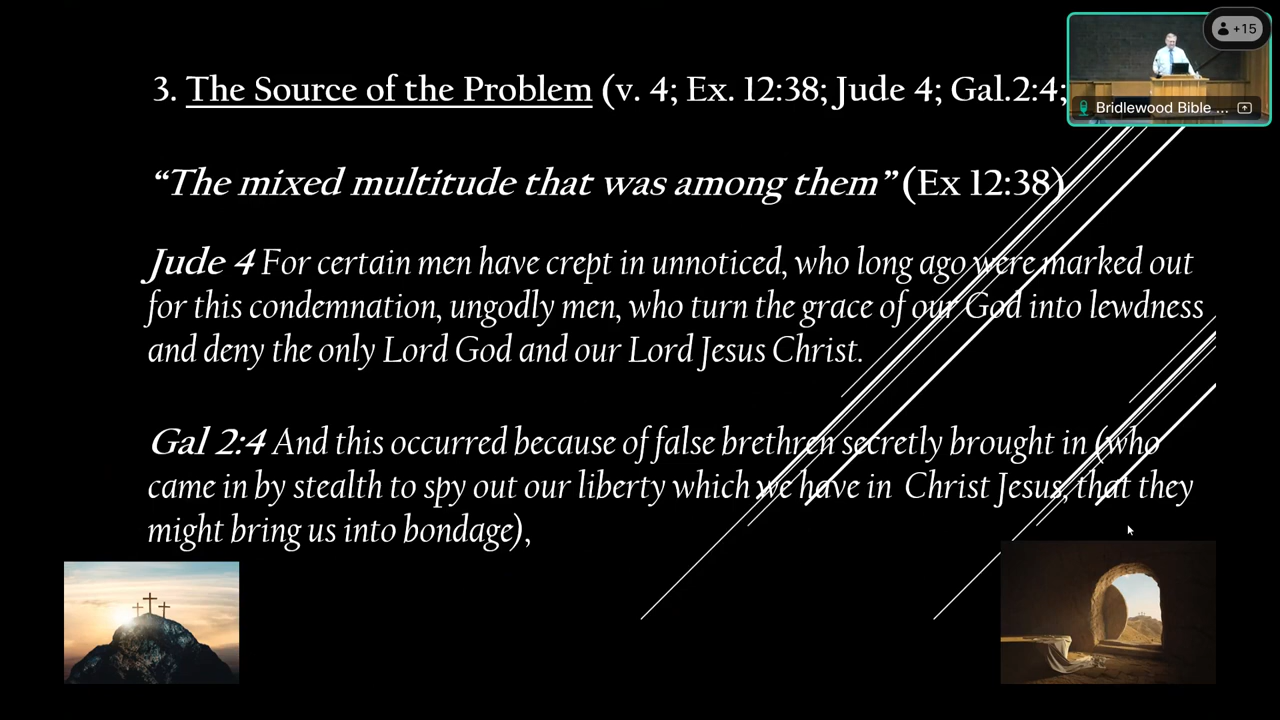 3. The Source of the Problem (v. 4; Ex. 12:38; Jude 4; Gal.2:4;
+15
Bridlewood Bible ...
“The mixed multitude that was among them” (Ex 12:38)
Jude 4 For certain men have crept in unnoticed, who long ago were marked out
for this condemnation, ungodly men, who turn the grace of our God into lewdness
and deny the only Lord God and our Lord Jesus Christ.
Gal 2:4 And this occurred because of false brethren secretly brought in (who
came in by stealth to spy out our liberty which we have in Christ Jesus, that they
might bring us into bondage),